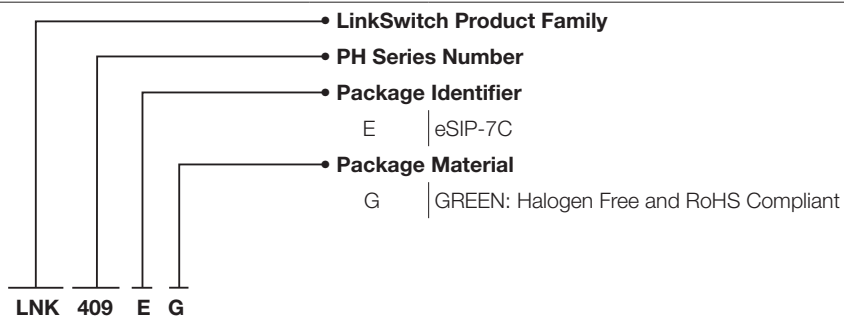 LinkSwitch Product Family
PH Series Number
Package Identifier
E eSIP-7C
Package Material
G GREEN: Halogen Free and RoHS Compliant
LNK 409 E G